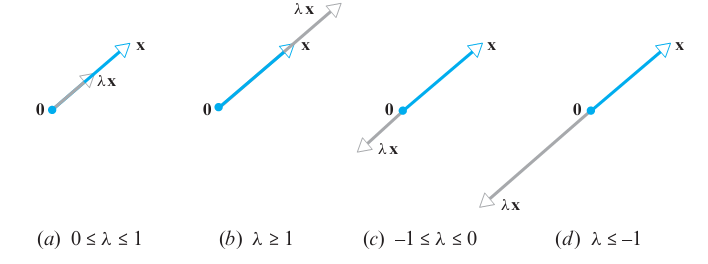 λx
x
x
x
x
λx
0
0
0
0
λx
λx
(a) 0 ≤ λ ≤ 1
(b) λ ≥ 1
(c) –1 ≤ λ ≤ 0
(d) λ ≤ –1